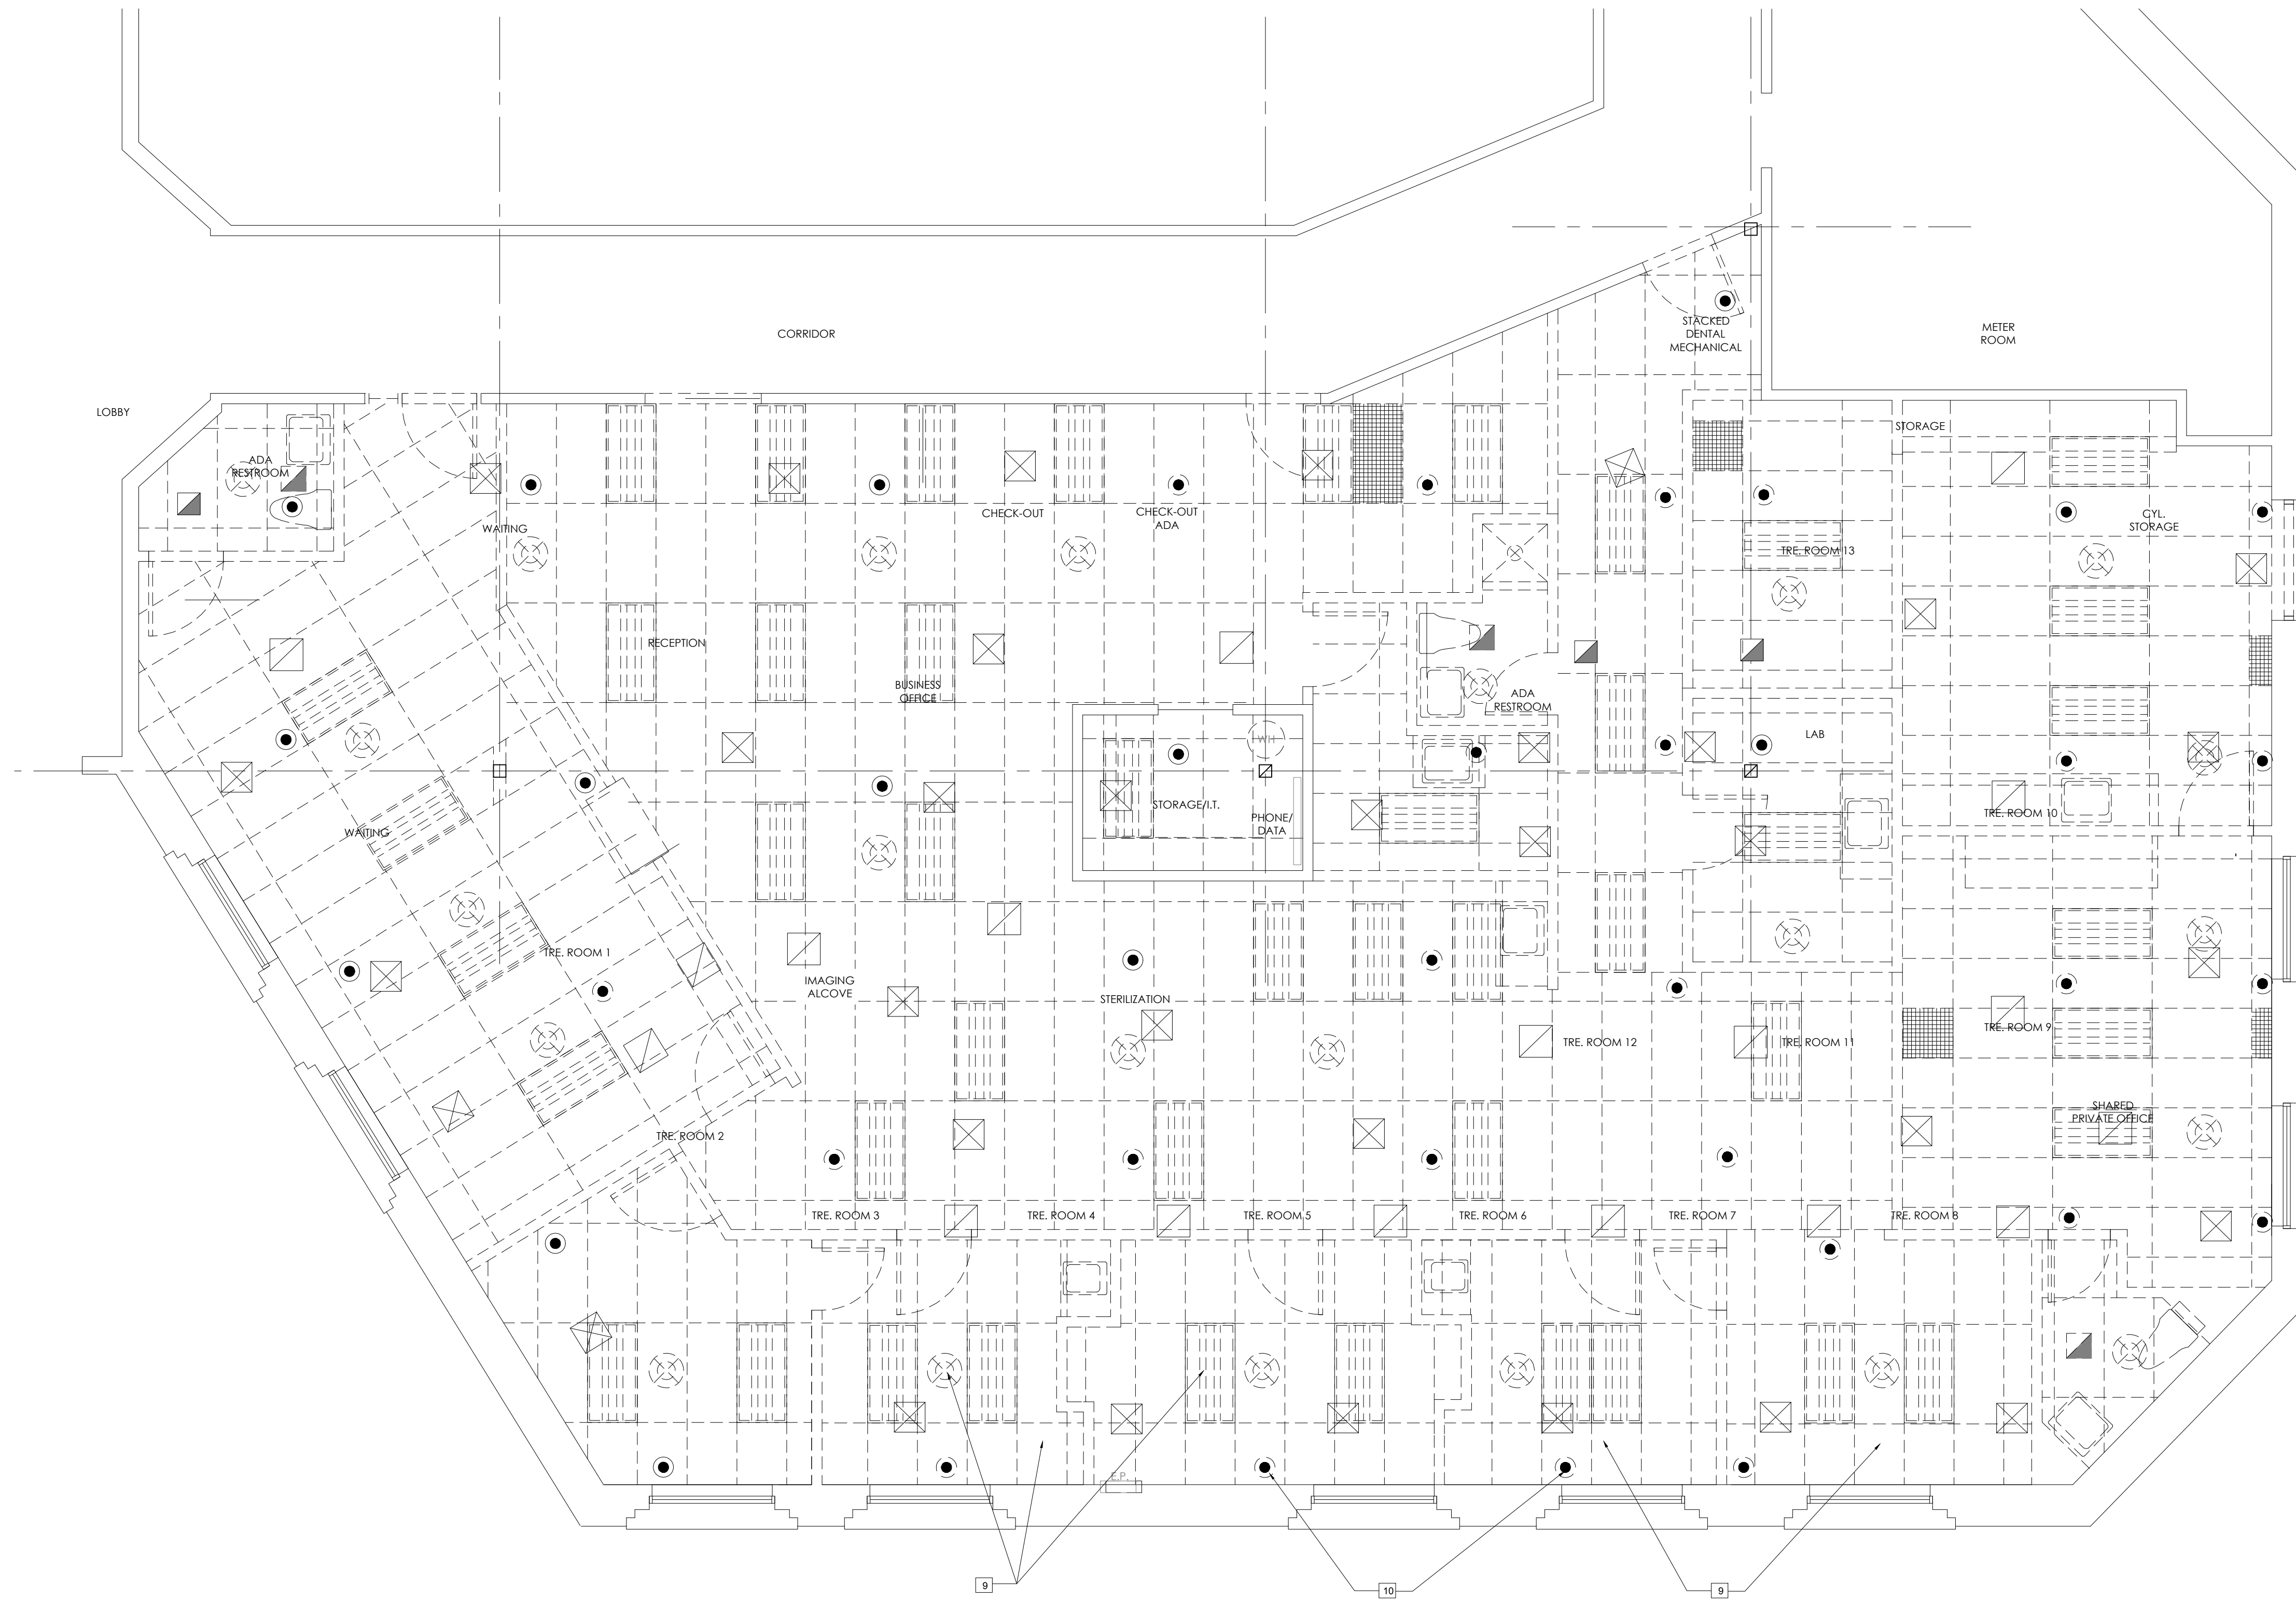 CORRIDOR
STACKED
DENTAL
MECHANICAL
METER
ROOM
LOBBY
STORAGE
ADA
RESTROOM
WAITING
CHECK-OUT
CHECK-OUT
ADA
CYL.
STORAGE
TRE. ROOM 13
RECEPTION
BUSINESS
OFFICE
ADA
RESTROOM
WH
LAB
WAITING
STORAGE/I.T.
PHONE/
DATA
TRE. ROOM 10
TRE. ROOM 1
IMAGING
ALCOVE
STERILIZATION
TRE. ROOM 12
TRE. ROOM 11
TRE. ROOM 9
TRE. ROOM 2
SHARED
PRIVATE OFFICE
TRE. ROOM 3
TRE. ROOM 4
TRE. ROOM 5
TRE. ROOM 6
TRE. ROOM 7
TRE. ROOM 8
E.P.
9
10
9